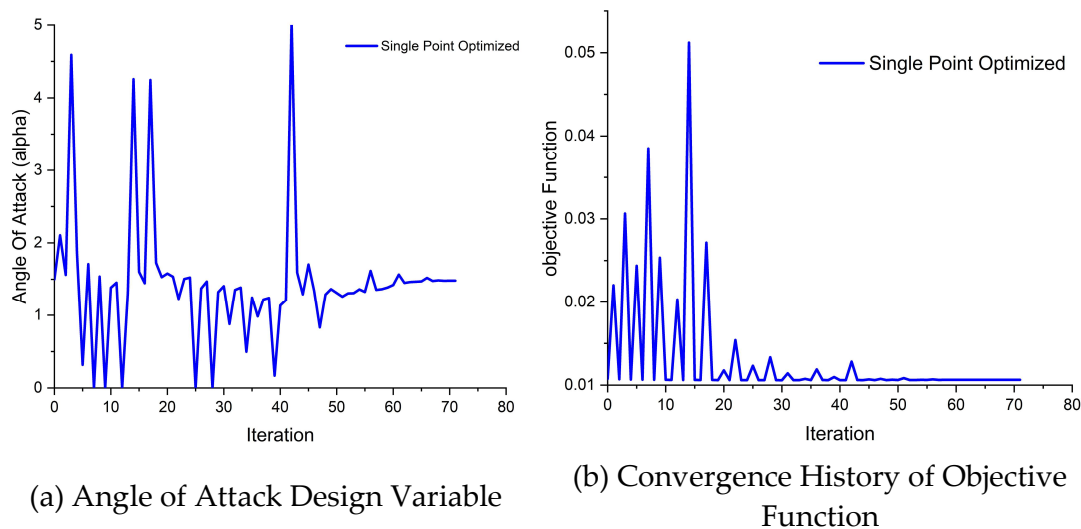 5
4
3
2
1
0
0 10 20 30 40 50 60 70 80
Angle Of Attack (alpha)
Iteration
Single Point Optimized
(a) Angle of Attack Design Variable
0.05
0.04
0.03
0.02
0.01
0 10 20 30 40 50 60 70 80
objective Function
Iteration
Single Point Optimized
(b) Convergence History of Objective
Function